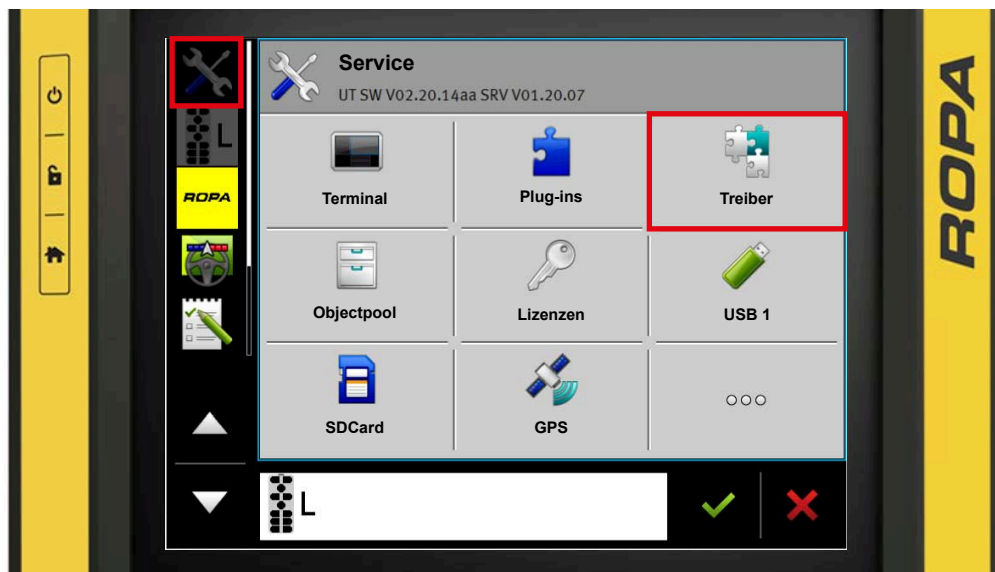 Service
UT SW V02.20.14aa SRV V01.20.07
L
ROPA
Terminal
Plug-ins
Treiber
Objectpool
Lizenzen
USB 1
SDCard
GPS
L
ROPA